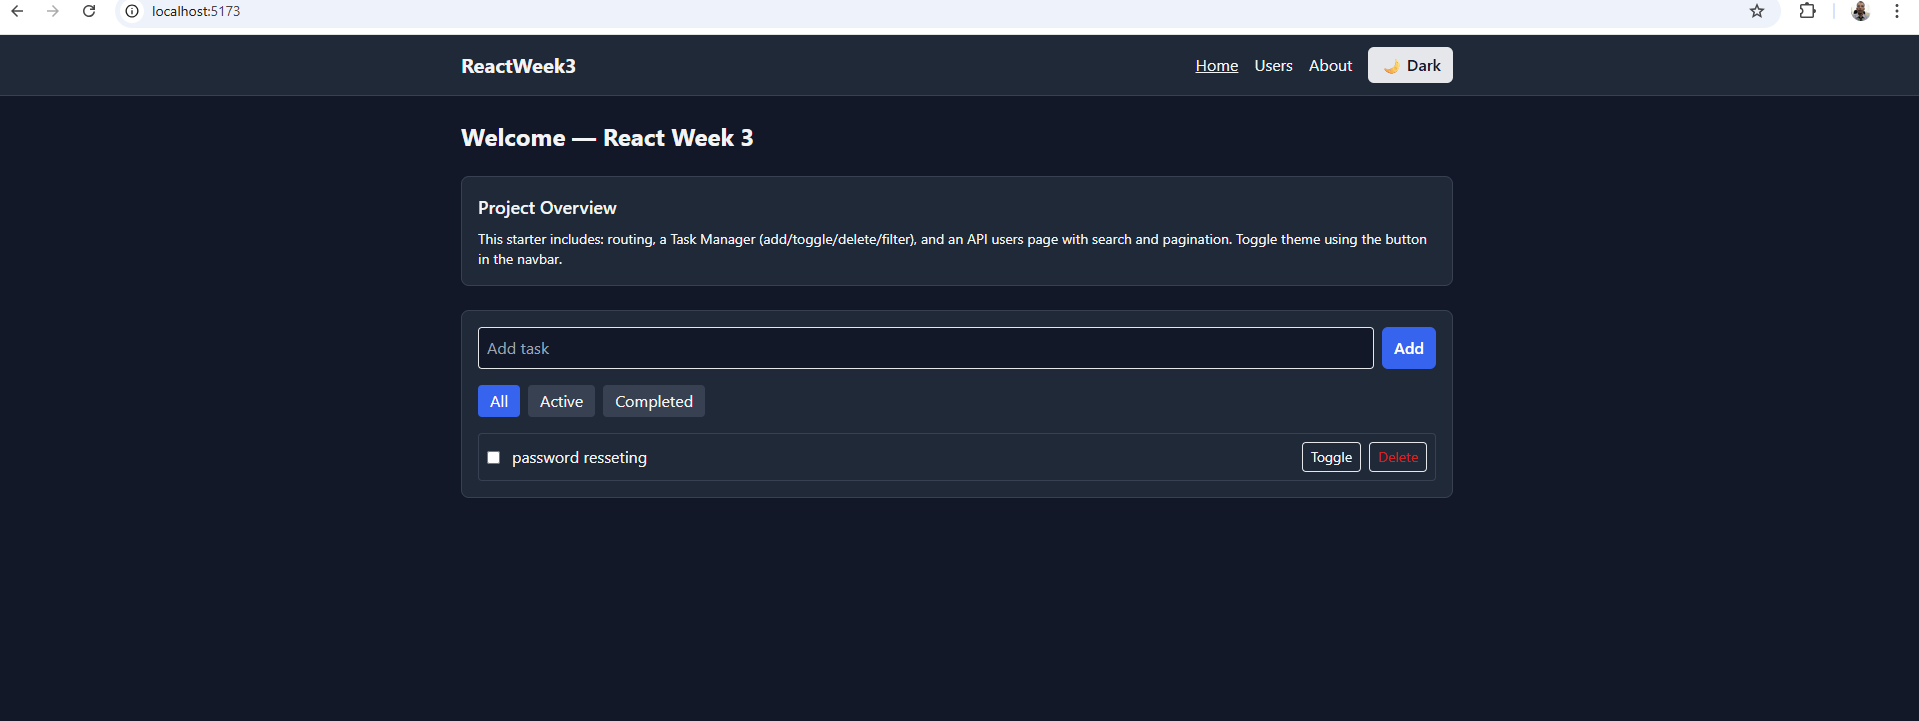 localhost:5173
ReactWeek3
Home Users About 🌙 Dark
Welcome — React Week 3
Project Overview
This starter includes: routing, a Task Manager (add/toggle/delete/filter), and an API users page with search and pagination. Toggle theme using the button
in the navbar.
Add task Add
All Active Completed
password resseting Toggle Delete